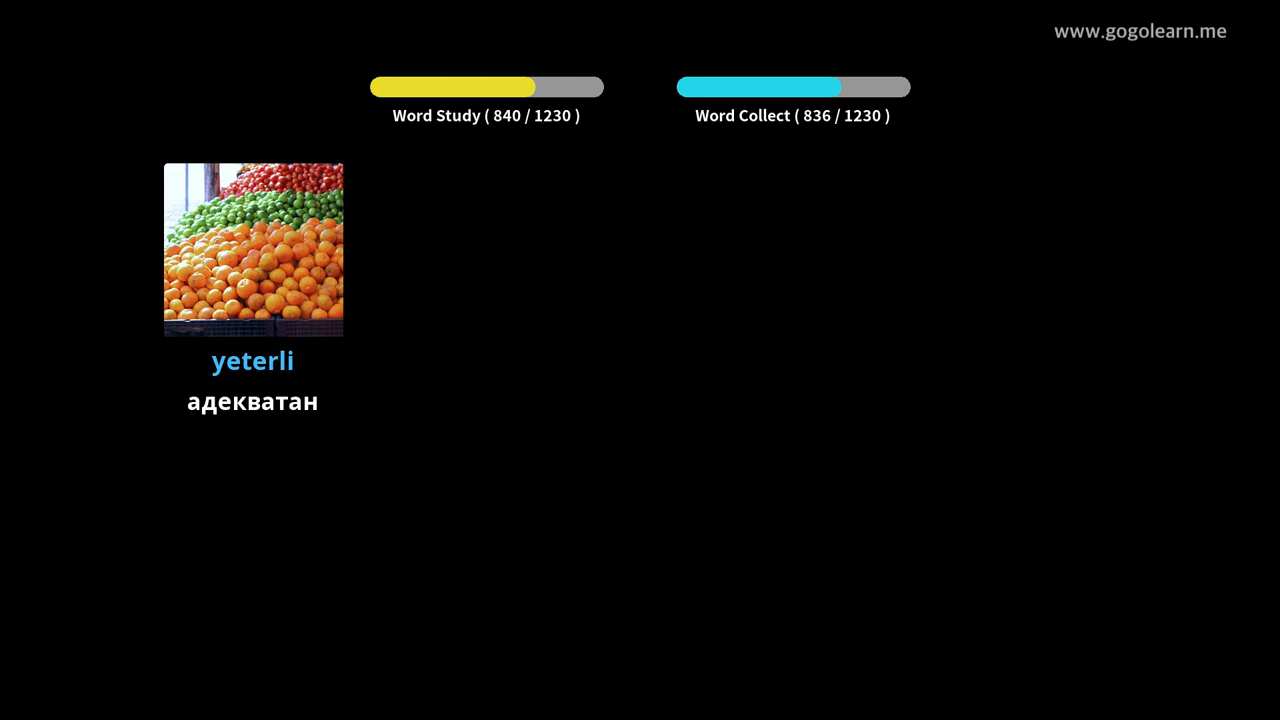 www.gogolearn.me
Word Study ( 840 / 1230 )
Word Collect ( 836 / 1230 )
yeterli
адекватан